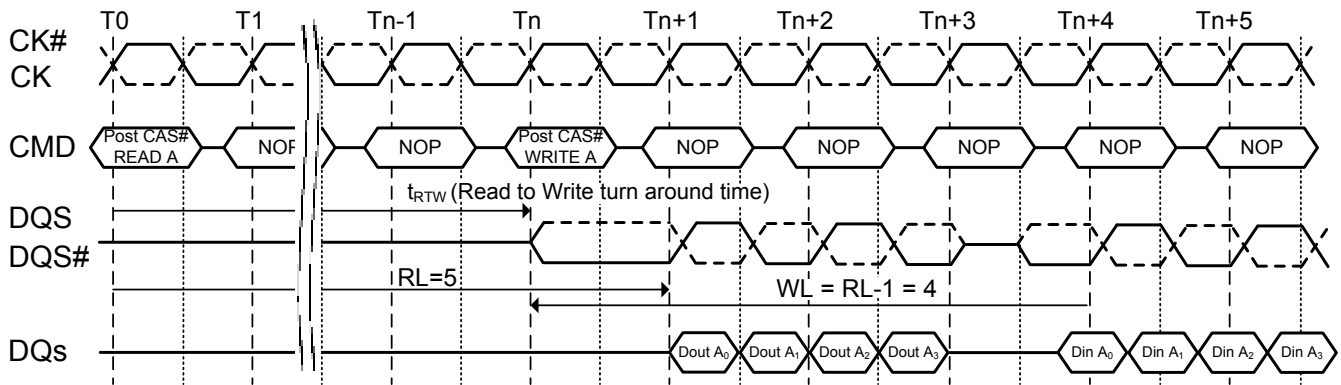 T0 T1 Tn-1 Tn Tn+1 Tn+2 Tn+3 Tn+4 Tn+5
CK#
CK
CMD Post CAS# READ A NOP NOP Post CAS# WRITE A NOP NOP NOP NOP NOP
tRTW (Read to Write turn around time)
DQS
DQS#
RL=5 WL = RL-1 = 4
DQs Dout A0 Dout A1 Dout A2 Dout A3 Din A0 Din A1 Din A2 Din A3